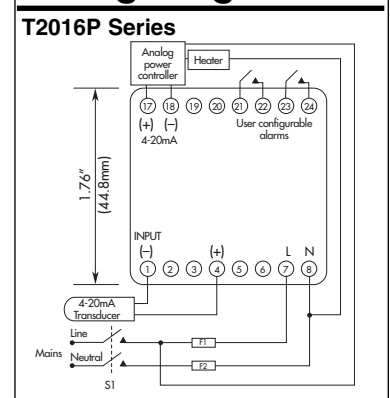 T2016P Series
Analog
power
controller
Heater
17 18 19 20 21 22 23 24
(+) (–)
4-20mA
User configurable
alarms
1.76"
(44.8mm)
INPUT
(–) (+) L N
1 2 3 4 5 6 7 8
4-20mA
Transducer
Line
Mains
Neutral
F1
F2
S1